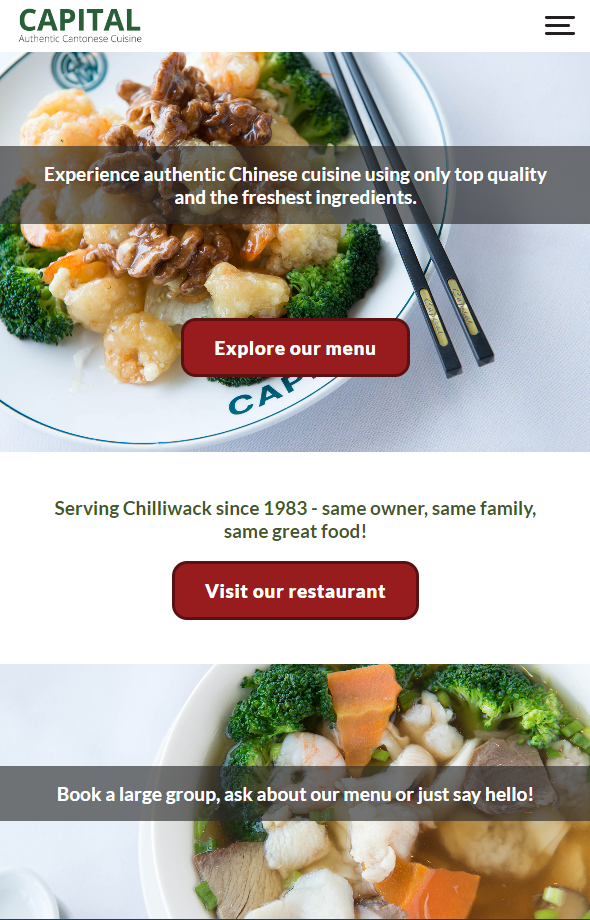 CAPITAL
Authentic Cantonese Cuisine
Experience authentic Chinese cuisine using only top quality
and the freshest ingredients.
Explore our menu
CAP
Serving Chilliwack since 1983 - same owner, same family,
same great food!
Visit our restaurant
Book a large group, ask about our menu or just say hello!